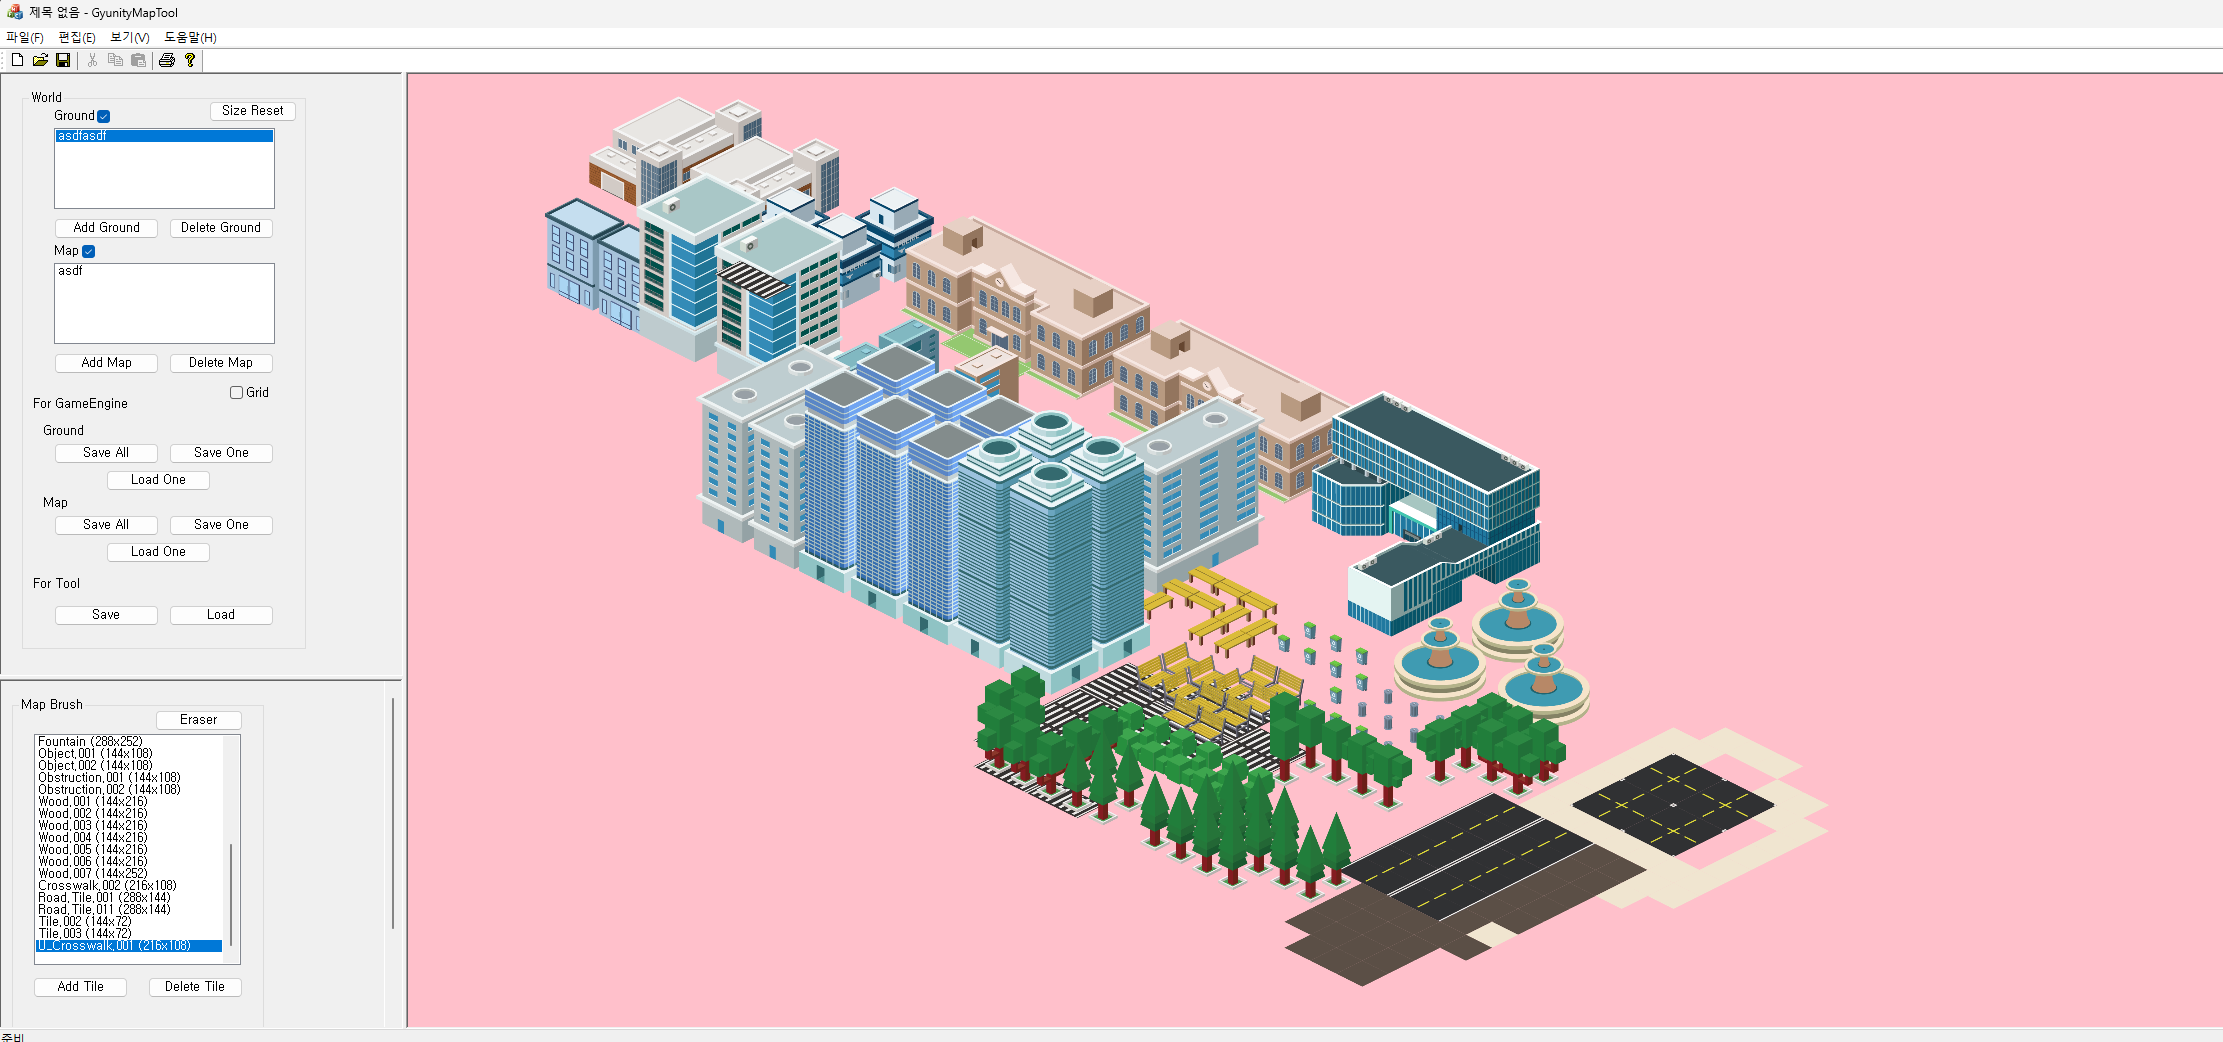 제목 없음 - GyunityMapTool
파일(F) 편집(E) 보기(V) 도움말(H)
World
Size Reset
Ground
asdfasdf
Add Ground Delete Ground
Map
asdf
Add Map Delete Map
Grid
For GameEngine
Ground
Save All Save One
Load One
Map
Save All Save One
Load One
For Tool
Save Load
Map Brush
Eraser
Fountain (288x252)
Object,001 (144x108)
Object,002 (144x108)
Obstruction,001 (144x108)
Obstruction,002 (144x108)
Wood,001 (144x216)
Wood,002 (144x216)
Wood,003 (144x216)
Wood,004 (144x216)
Wood,005 (144x216)
Wood,006 (144x216)
Wood,007 (144x252)
Crosswalk,002 (216x108)
Road,Tile,001 (288x144)
Road,Tile,011 (288x144)
Tile,002 (144x72)
Tile,003 (144x72)
U_Crosswalk,001 (216x108)
Add Tile Delete Tile
준비